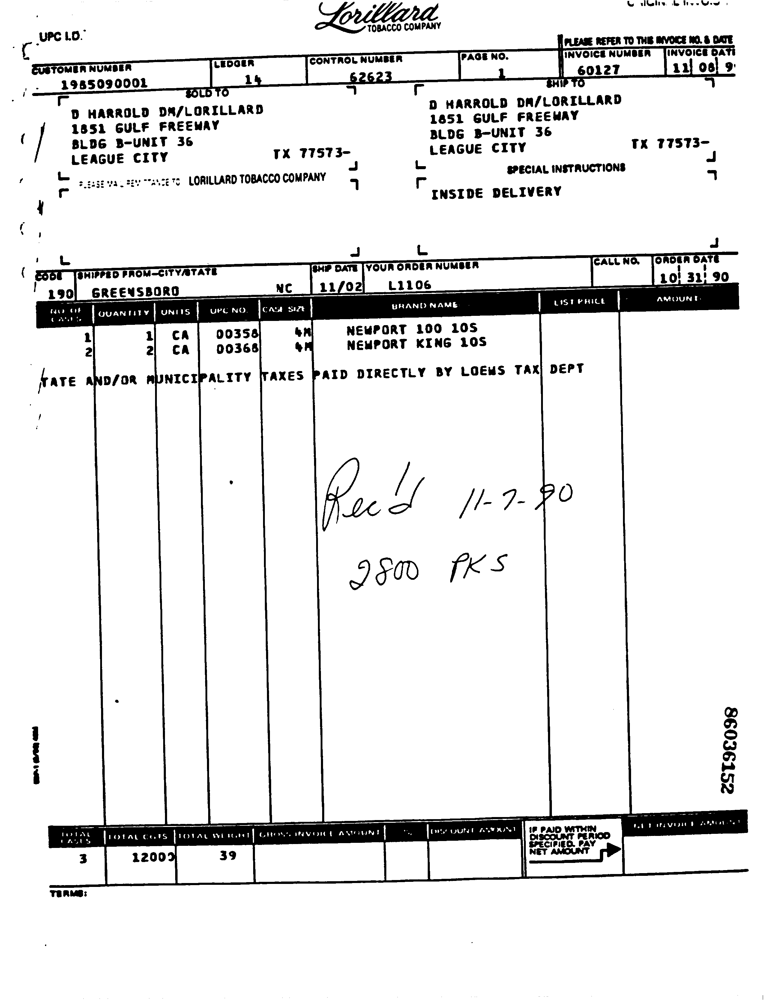 Lorillard
TOBACCO COMPANY
UPC I.D.
PLEASE REFER TO THIS INVOICE NO. & DATE
CUSTOMER NUMBER LEDGER CONTROL NUMBER PAGE NO. INVOICE NUMBER INVOICE DATE
1985090001 14 62623 1 60127 11 08 9
SOLD TO SHIP TO
D HARROLD DM/LORILLARD D HARROLD DM/LORILLARD
1851 GULF FREEWAY 1851 GULF FREEWAY
BLDG B-UNIT 36 BLDG B-UNIT 36
LEAGUE CITY TX 77573- LEAGUE CITY TX 77573-
PLEASE MAIL REMITTANCE TO LORILLARD TOBACCO COMPANY SPECIAL INSTRUCTIONS
INSIDE DELIVERY
CODE SHIPPED FROM-CITY/STATE SHIP DATE YOUR ORDER NUMBER CALL NO. ORDER DATE
190 GREENSBORO NC 11/02 L1106 10 31 90
NO. OF CASES QUANTITY UNITS UPC NO. CASE SIZE BRAND NAME LIST PRICE AMOUNT
1 1 CA 00358 4M NEWPORT 100 10S
2 2 CA 00368 4M NEWPORT KING 10S
TATE AND/OR MUNICIPALITY TAXES PAID DIRECTLY BY LOEWS TAX DEPT
Rec'd 11-7-90
2800 PKS
86036152
TOTAL CASES TOTAL CGTS TOTAL WEIGHT GROSS INVOICE AMOUNT % DISCOUNT AMOUNT IF PAID WITHIN DISCOUNT PERIOD SPECIFIED, PAY NET AMOUNT NET INVOICE AMOUNT
3 12000 39
TERMS: